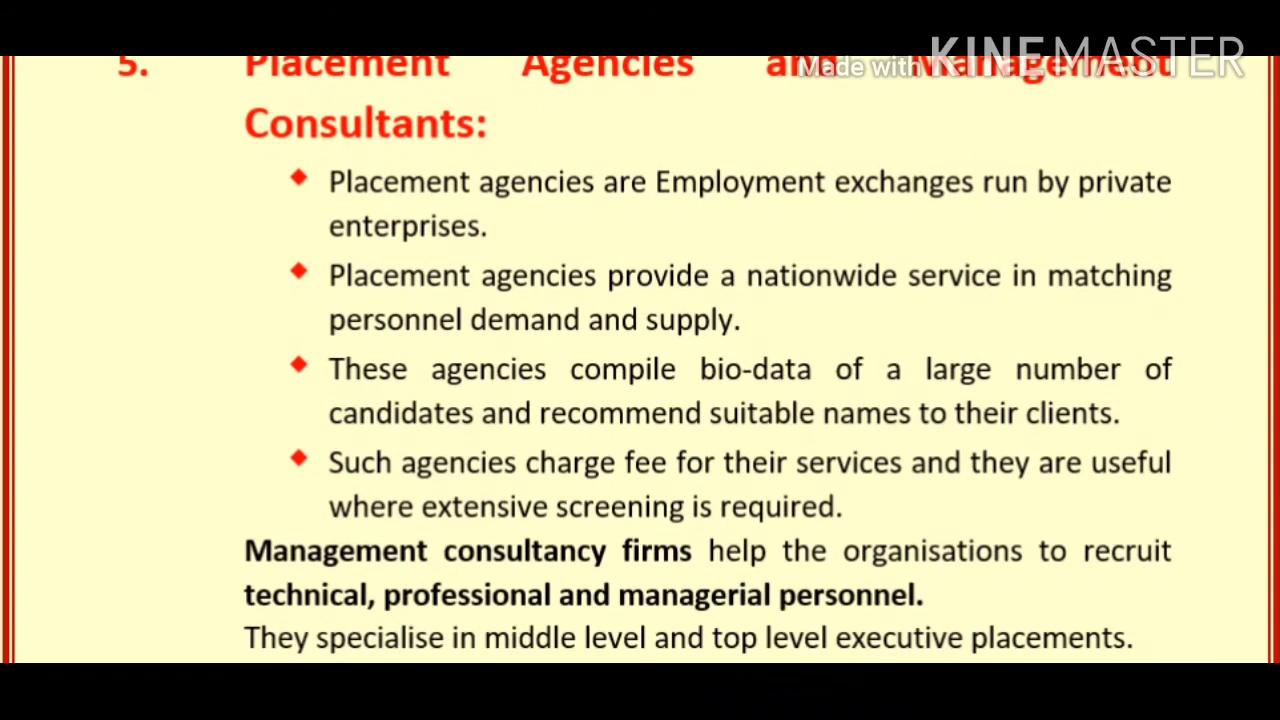 Made with KINEMASTER
5. Placement Agencies and Management
Consultants:
Placement agencies are Employment exchanges run by private
enterprises.
Placement agencies provide a nationwide service in matching
personnel demand and supply.
These agencies compile bio-data of a large number of
candidates and recommend suitable names to their clients.
Such agencies charge fee for their services and they are useful
where extensive screening is required.
Management consultancy firms help the organisations to recruit
technical, professional and managerial personnel.
They specialise in middle level and top level executive placements.